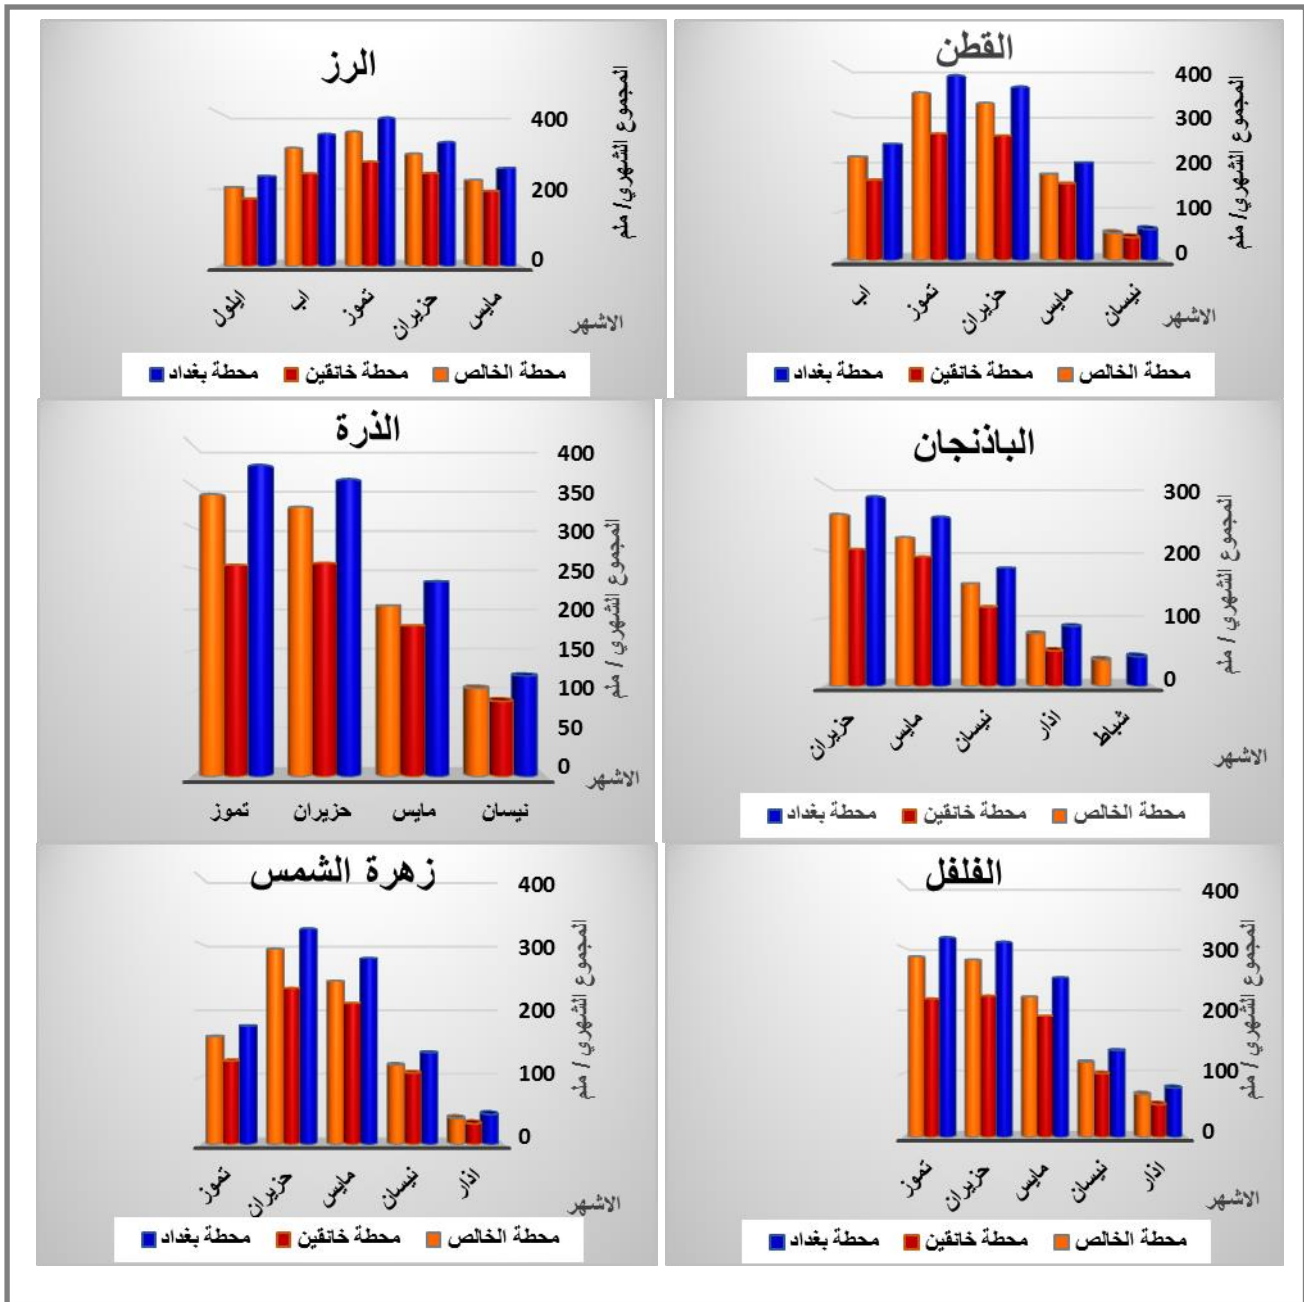 القطن
400
300
200
100
0
المجموع الشهري/ ملم
نيسان
مايس
حزيران
تموز
اب
الاشهر
محطة بغداد
محطة خانقين
محطة الخالص
الرز
400
200
0
المجموع الشهري/ ملم
مايس
حزيران
تموز
اب
ايلول
الاشهر
محطة بغداد
محطة خانقين
محطة الخالص
الباذنجان
300
200
100
0
المجموع الشهري / ملم
شباط
اذار
نيسان
مايس
حزيران
الاشهر
محطة بغداد
محطة خانقين
محطة الخالص
الذرة
400
350
300
250
200
150
100
50
0
المجموع الشهري / ملم
نيسان
مايس
حزيران
تموز
الاشهر
الفلفل
400
300
200
100
0
المجموع الشهري / ملم
اذار
نيسان
مايس
حزيران
تموز
الاشهر
محطة بغداد
محطة خانقين
محطة الخالص
زهرة الشمس
400
300
200
100
0
المجموع الشهري / ملم
اذار
نيسان
مايس
حزيران
تموز
الاشهر
محطة بغداد
محطة خانقين
محطة الخالص